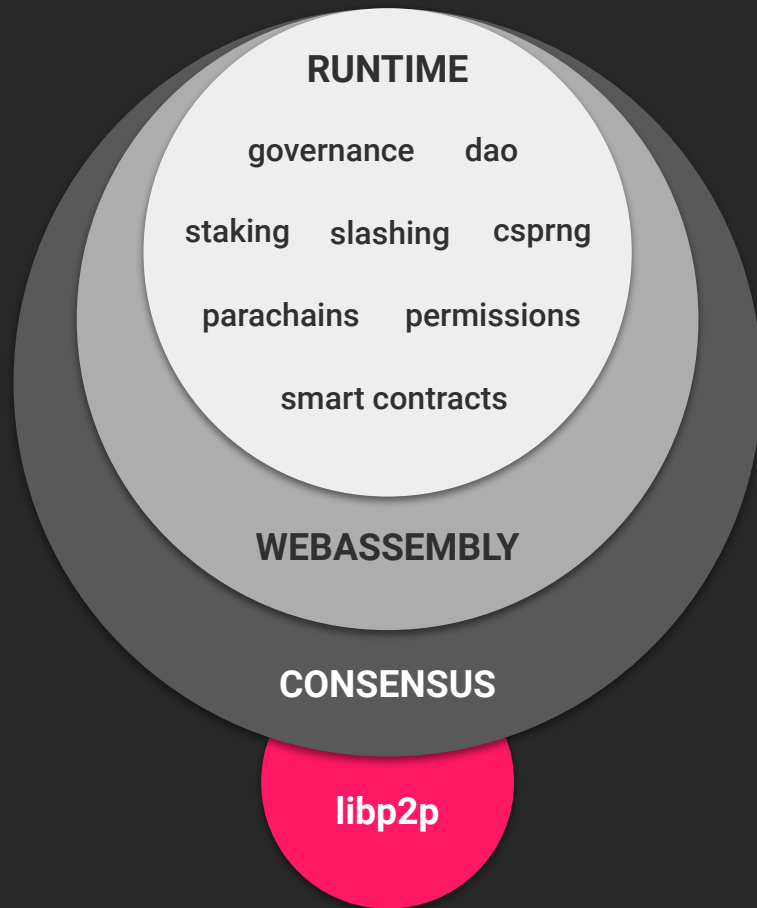 RUNTIME
governance dao
staking slashing csprng
parachains permissions
smart contracts
WEBASSEMBLY
CONSENSUS
libp2p